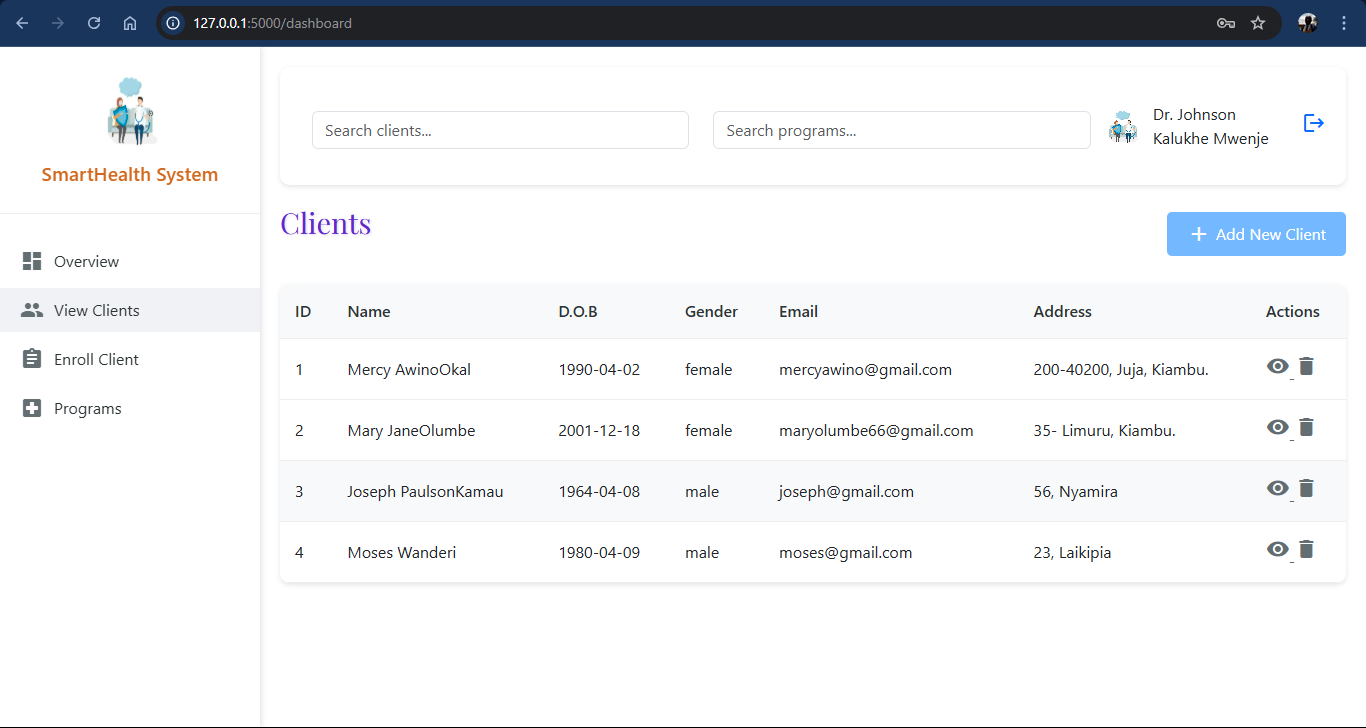 127.0.0.1:5000/dashboard
SmartHealth System
Overview
View Clients
Enroll Client
Programs
Search clients...
Search programs...
Dr. Johnson
Kalukhe Mwenje
Clients
Add New Client
ID Name D.O.B Gender Email Address Actions
1 Mercy AwinoOkal 1990-04-02 female mercyawino@gmail.com 200-40200, Juja, Kiambu.
2 Mary JaneOlumbe 2001-12-18 female maryolumbe66@gmail.com 35- Limuru, Kiambu.
3 Joseph PaulsonKamau 1964-04-08 male joseph@gmail.com 56, Nyamira
4 Moses Wanderi 1980-04-09 male moses@gmail.com 23, Laikipia